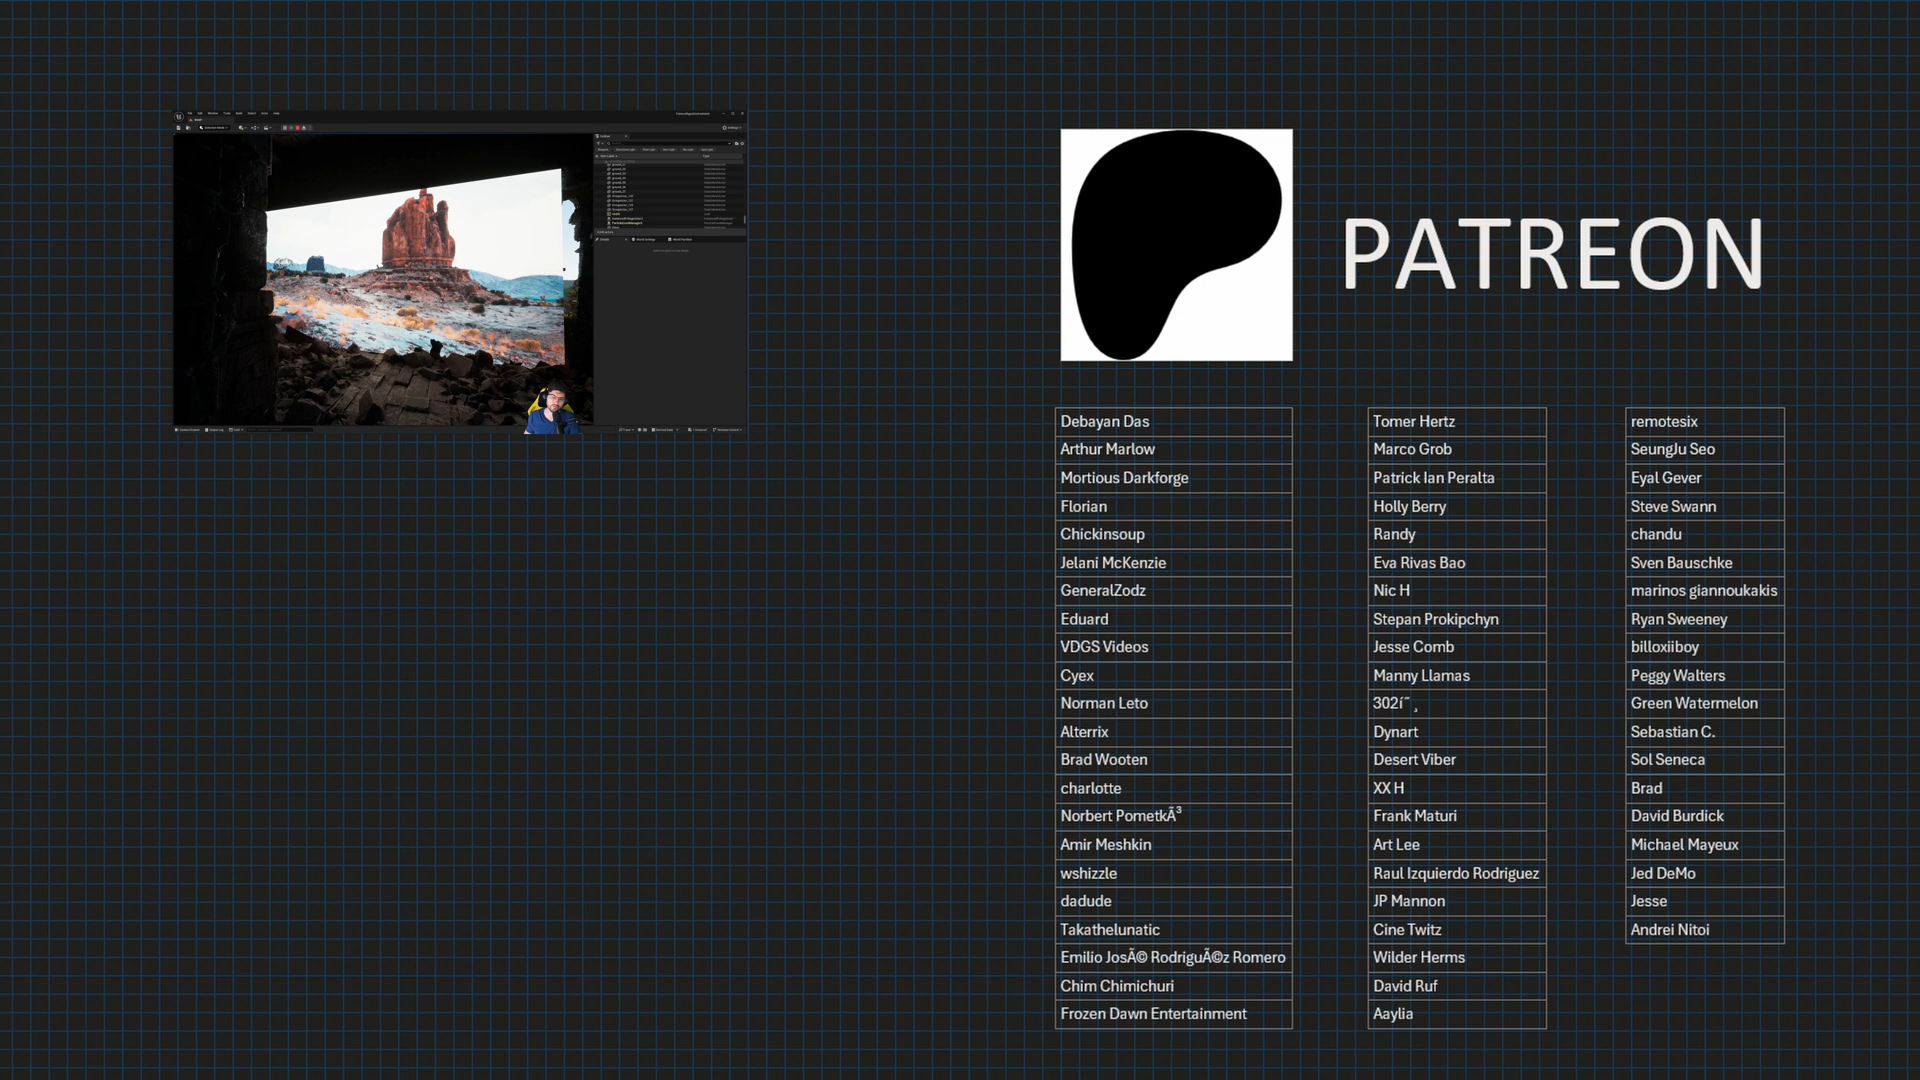 PATREON
Debayan Das
Arthur Marlow
Mortious Darkforge
Florian
Chickinsoup
Jelani McKenzie
GeneralZodz
Eduard
VDGS Videos
Cyex
Norman Leto
Alterrix
Brad Wooten
charlotte
Norbert PometkÃ³
Amir Meshkin
wshizzle
dadude
Takathelunatic
Emilio JosÃ© RodriguÃ©z Romero
Chim Chimichuri
Frozen Dawn Entertainment
Tomer Hertz
Marco Grob
Patrick Ian Peralta
Holly Berry
Randy
Eva Rivas Bao
Nic H
Stepan Prokipchyn
Jesse Comb
Manny Llamas
302í˜¸
Dynart
Desert Viber
XX H
Frank Maturi
Art Lee
Raul Izquierdo Rodriguez
JP Mannon
Cine Twitz
Wilder Herms
David Ruf
Aaylia
remotesix
SeungJu Seo
Eyal Gever
Steve Swann
chandu
Sven Bauschke
marinos giannoukakis
Ryan Sweeney
billoxiiboy
Peggy Walters
Green Watermelon
Sebastian C.
Sol Seneca
Brad
David Burdick
Michael Mayeux
Jed DeMo
Jesse
Andrei Nitoi